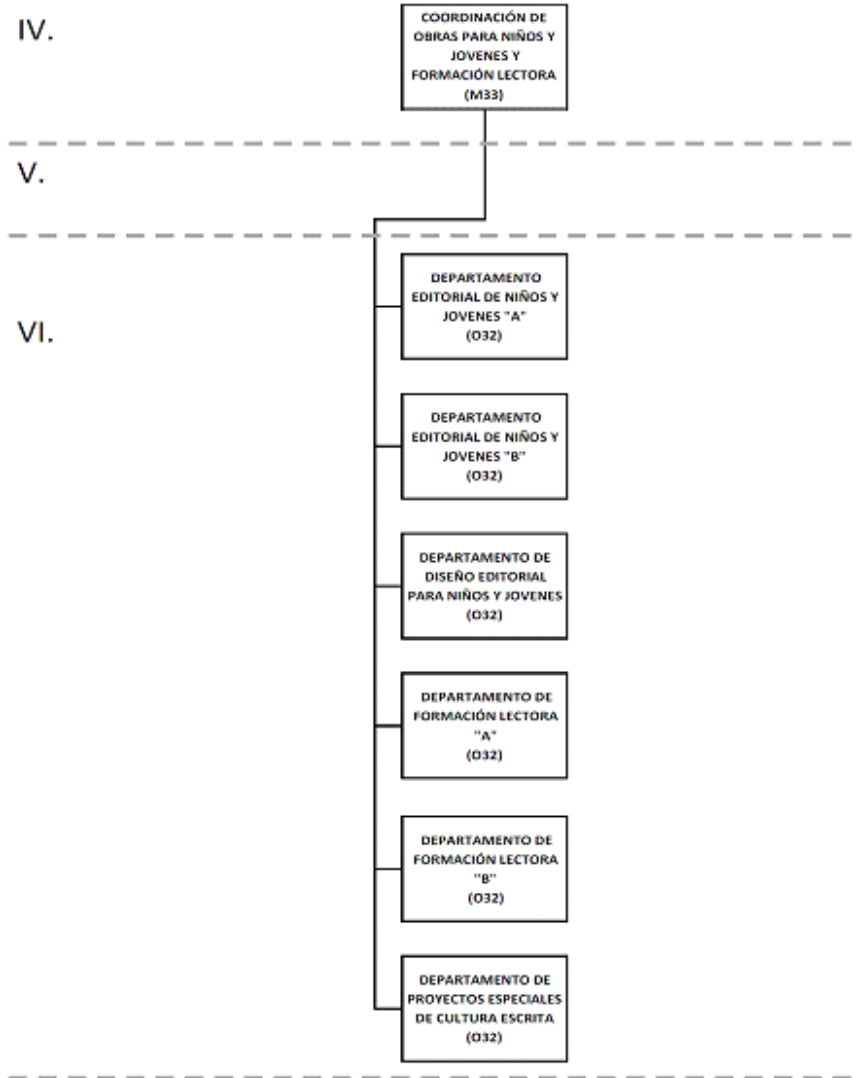 IV.
COORDINACIÓN DE
OBRAS PARA NIÑOS Y
JOVENES Y
FORMACIÓN LECTORA
(M33)
V.
VI.
DEPARTAMENTO
EDITORIAL DE NIÑOS Y
JOVENES "A"
(O32)
DEPARTAMENTO
EDITORIAL DE NIÑOS Y
JOVENES "B"
(O32)
DEPARTAMENTO DE
DISEÑO EDITORIAL
PARA NIÑOS Y JOVENES
(O32)
DEPARTAMENTO DE
FORMACIÓN LECTORA
"A"
(O32)
DEPARTAMENTO DE
FORMACIÓN LECTORA
"B"
(O32)
DEPARTAMENTO DE
PROYECTOS ESPECIALES
DE CULTURA ESCRITA
(O32)